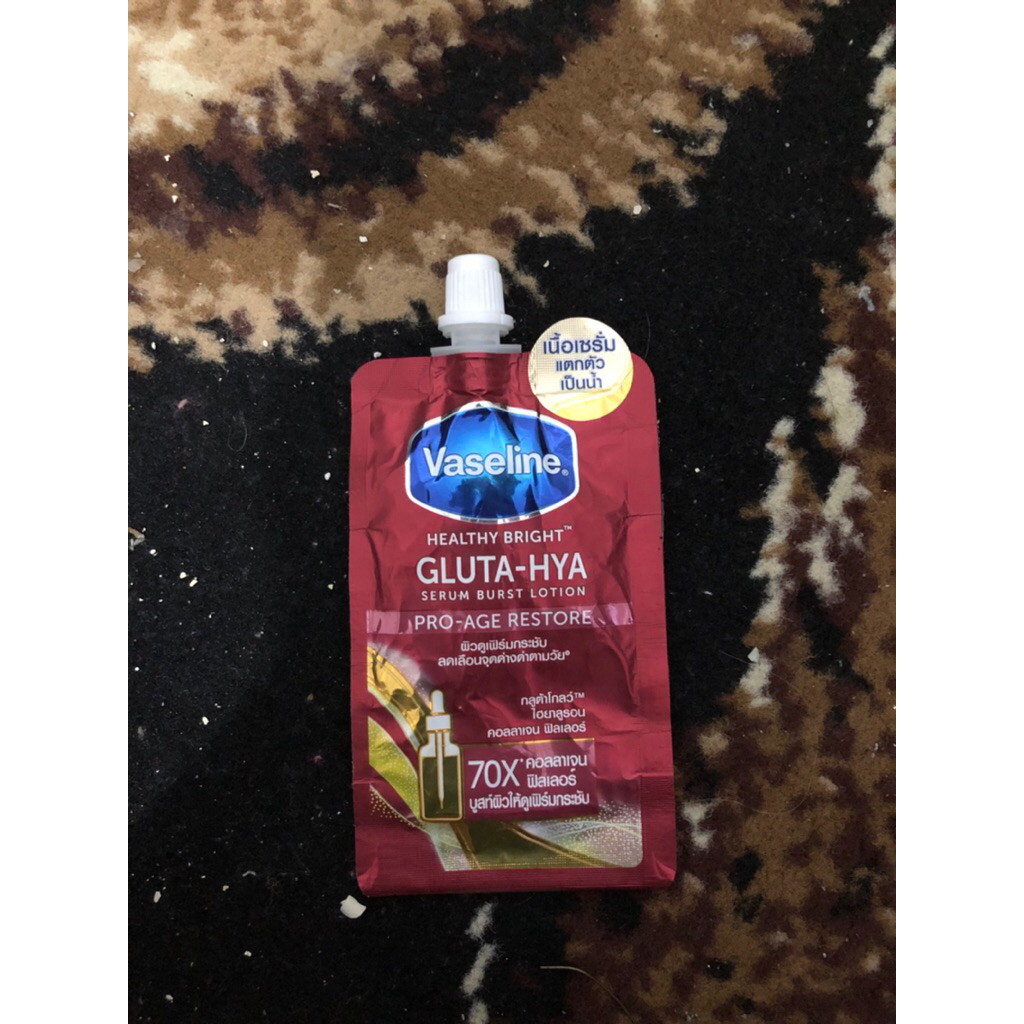 เนื้อเซรั่ม
แตกตัว
เป็นน้ำ
Vaseline®
HEALTHY BRIGHT™
GLUTA-HYA
SERUM BURST LOTION
PRO-AGE RESTORE
ผิวดูเฟิร์มกระชับ
ลดเลือนจุดด่างดำตามวัย°
กลูต้าโกลว์™
ไฮยาลูรอน
คอลลาเจน ฟิลเลอร์
70X* คอลลาเจน
ฟิลเลอร์
บูสท์ผิวให้ดูเฟิร์มกระชับ